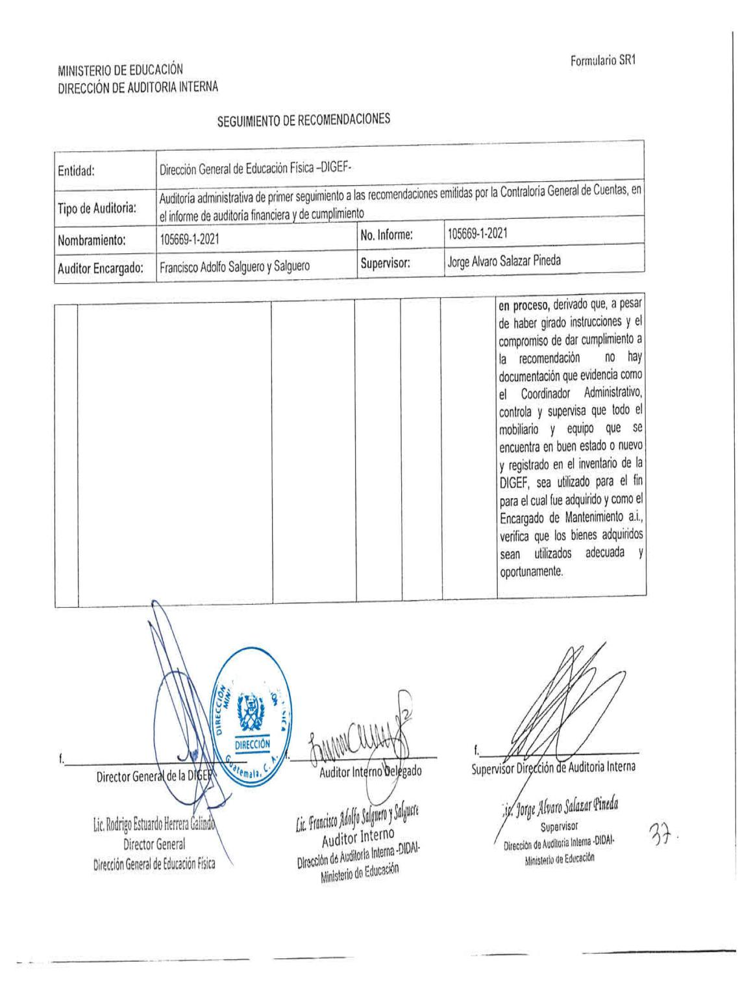 Formulario SR1
MINISTERIO DE EDUCACIÓN
DIRECCIÓN DE AUDITORIA INTERNA
SEGUIMIENTO DE RECOMENDACIONES
Entidad: Dirección General de Educación Física –DIGEF-
Tipo de Auditoria: Auditoría administrativa de primer seguimiento a las recomendaciones emitidas por la Contraloría General de Cuentas, en
el informe de auditoría financiera y de cumplimiento
Nombramiento: 105669-1-2021 No. Informe: 105669-1-2021
Auditor Encargado: Francisco Adolfo Salguero y Salguero Supervisor: Jorge Alvaro Salazar Pineda
en proceso, derivado que, a pesar
de haber girado instrucciones y el
compromiso de dar cumplimiento a
la recomendación no hay
documentación que evidencia como
el Coordinador Administrativo,
controla y supervisa que todo el
mobiliario y equipo que se
encuentra en buen estado o nuevo
y registrado en el inventario de la
DIGEF, sea utilizado para el fin
para el cual fue adquirido y como el
Encargado de Mantenimiento a.i.,
verifica que los bienes adquiridos
sean utilizados adecuada y
oportunamente.
DIRECCIÓN
DIRECCIÓN
Guatemala, C. A.
f.
Director General de la DIGEF
Lic. Rodrigo Estuardo Herrera Galindo
Director General
Dirección General de Educación Física
f.
Auditor Interno Delegado
Lic. Francisco Adolfo Salguero y Salguero
Auditor Interno
Dirección de Auditoria Interna -DIDAI-
Ministerio de Educación
f.
Supervisor Dirección de Auditoria Interna
Jorge Alvaro Salazar Pineda
Supervisor
Dirección de Auditoria Interna -DIDAI-
Ministerio de Educación
37.